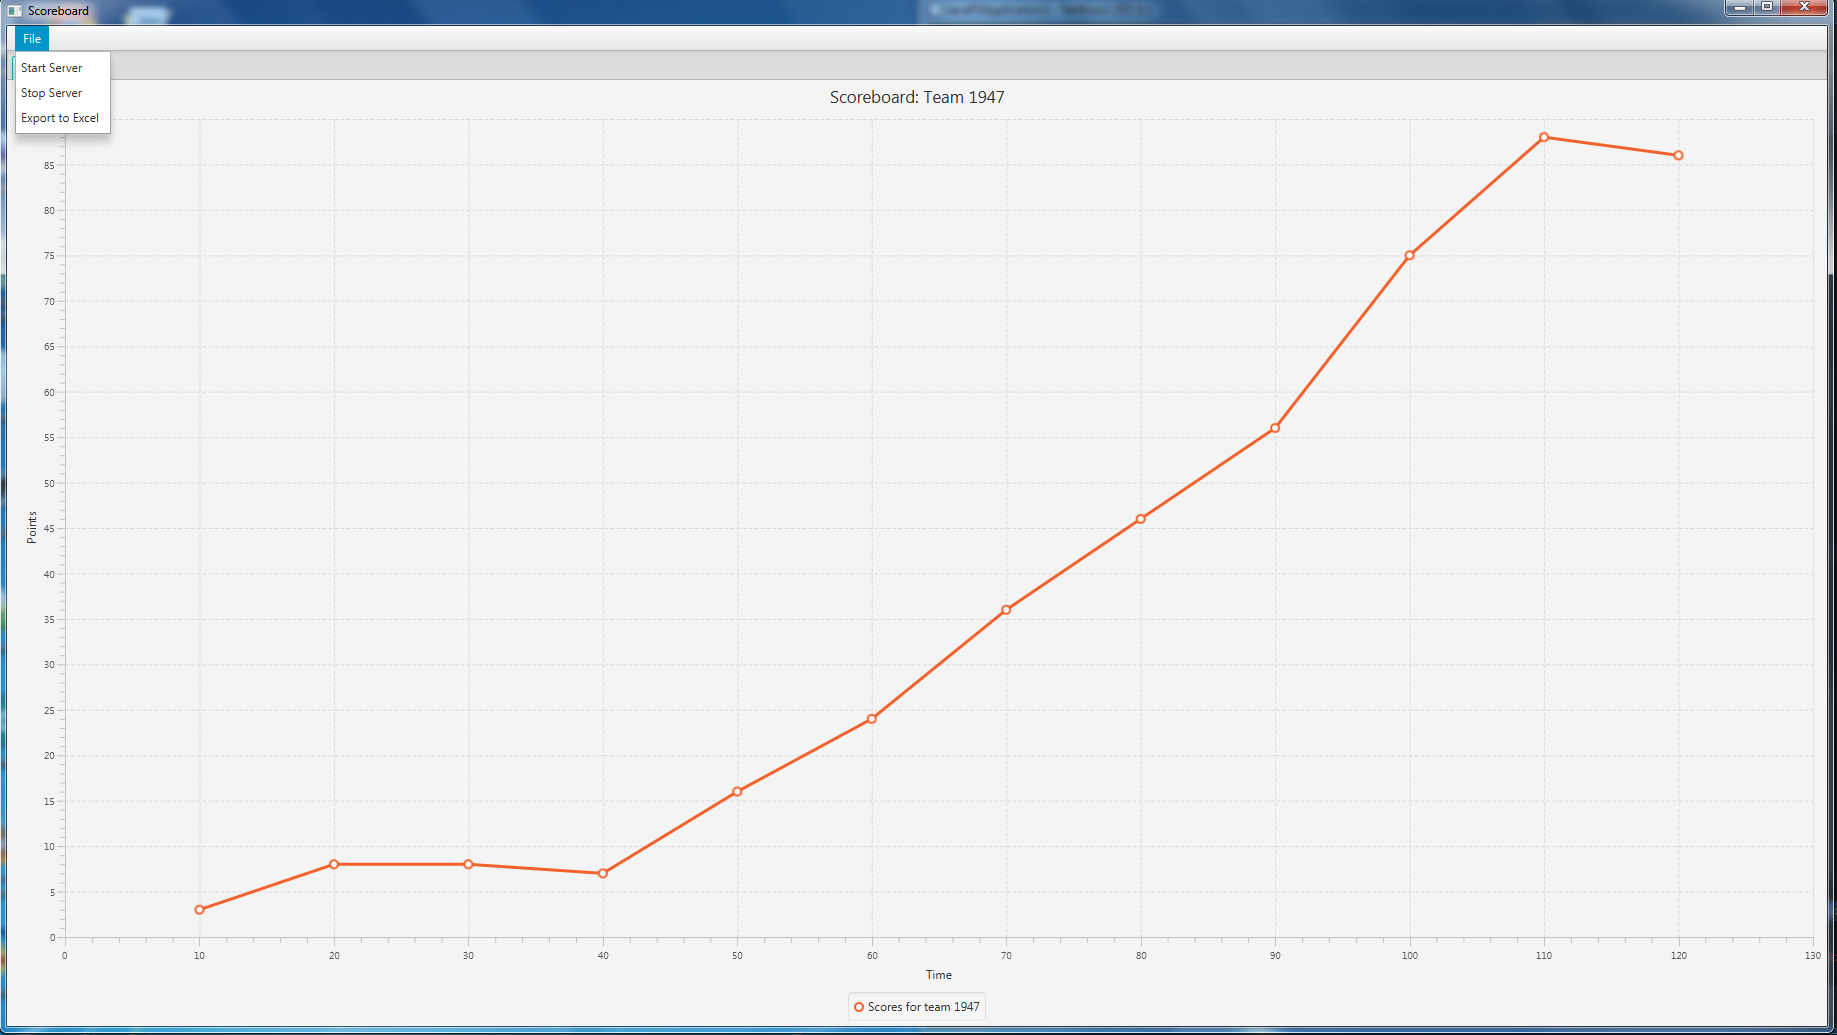 Scoreboard
File
Start Server
Stop Server
Export to Excel
Scoreboard: Team 1947
85
80
75
70
65
60
55
50
45
40
35
30
25
20
15
10
5
0
Points
0 10 20 30 40 50 60 70 80 90 100 110 120 130
Time
Scores for team 1947